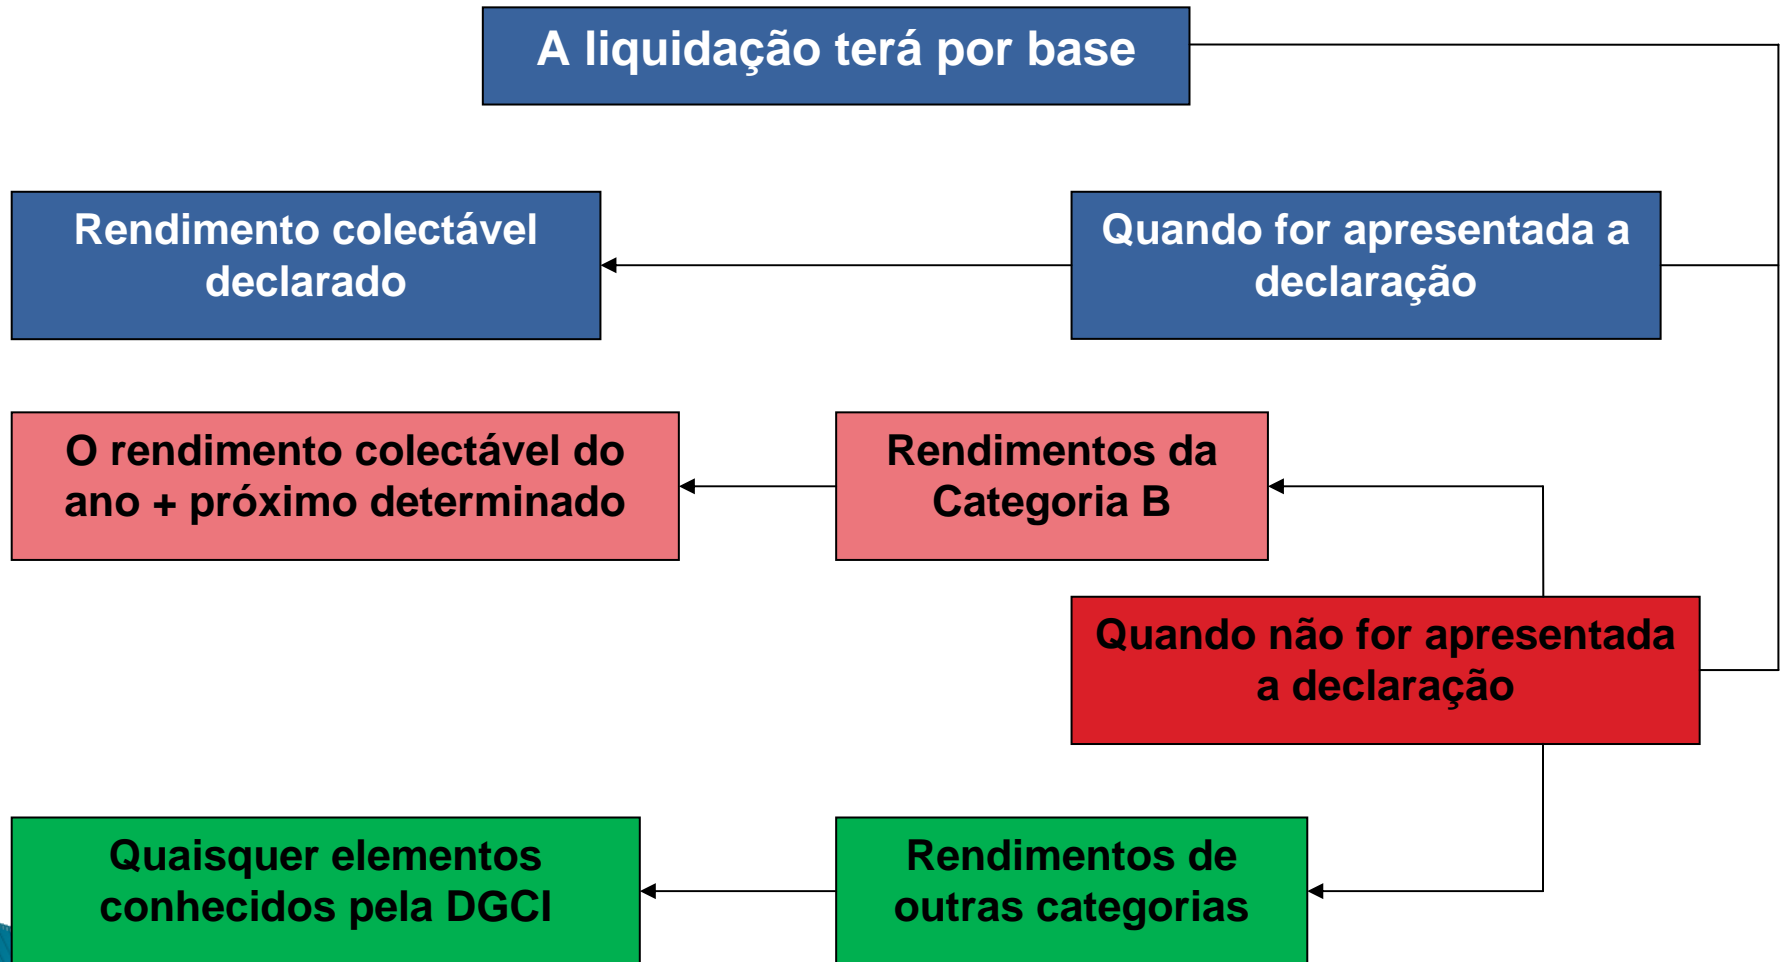 A liquidação terá por base
Rendimento colectável
declarado
Quando for apresentada a
declaração
O rendimento colectável do
ano + próximo determinado
Rendimentos da
Categoria B
Quando não for apresentada
a declaração
Quaisquer elementos
conhecidos pela DGCI
Rendimentos de
outras categorias